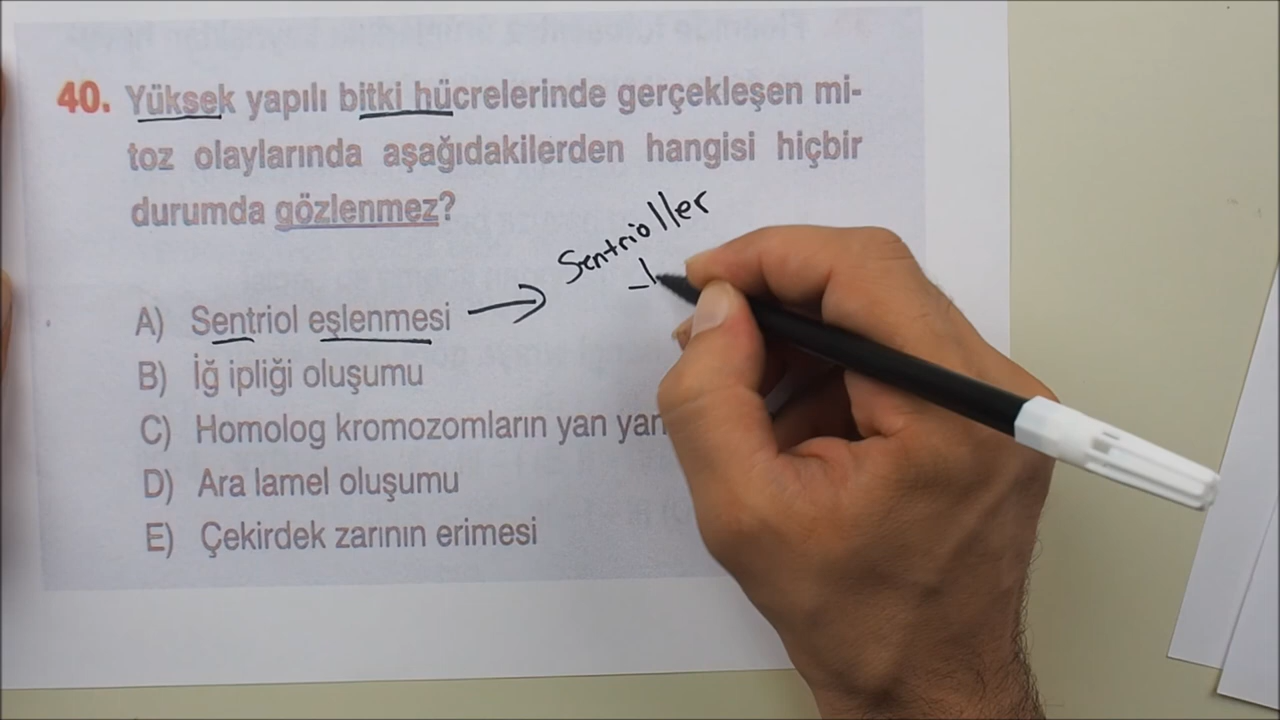 40. Yüksek yapılı bitki hücrelerinde gerçekleşen mi-
toz olaylarında aşağıdakilerden hangisi hiçbir
durumda gözlenmez?
Sentrioller
A) Sentriol eşlenmesi
B) İğ ipliği oluşumu
C) Homolog kromozomların yan yan
D) Ara lamel oluşumu
E) Çekirdek zarının erimesi